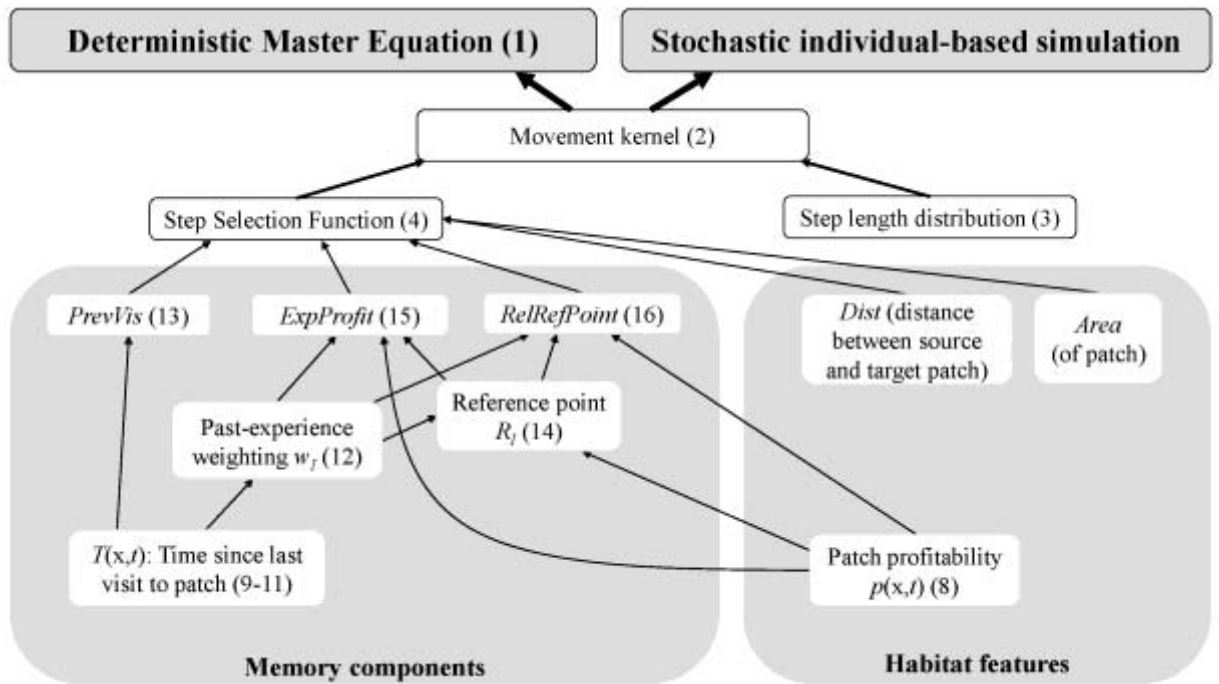 Deterministic Master Equation (1)
Stochastic individual-based simulation
Movement kernel (2)
Step Selection Function (4)
Step length distribution (3)
PrevVis (13)
ExpProfit (15)
RelRefPoint (16)
Dist (distance
between source
and target patch)
Area
(of patch)
Past-experience
weighting w_I (12)
Reference point
R_I (14)
T(x,t): Time since last
visit to patch (9-11)
Patch profitability
p(x,t) (8)
Memory components
Habitat features